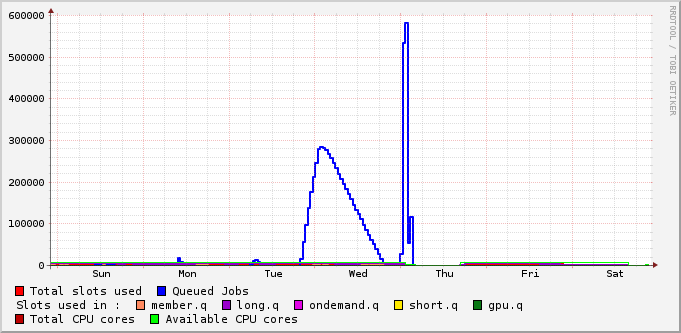 RRDTOOL / TOBI OETIKER
600000
500000
400000
300000
200000
100000
0
Sun Mon Tue Wed Thu Fri Sat
Total slots used Queued Jobs
Slots used in : member.q long.q ondemand.q short.q gpu.q
Total CPU cores Available CPU cores